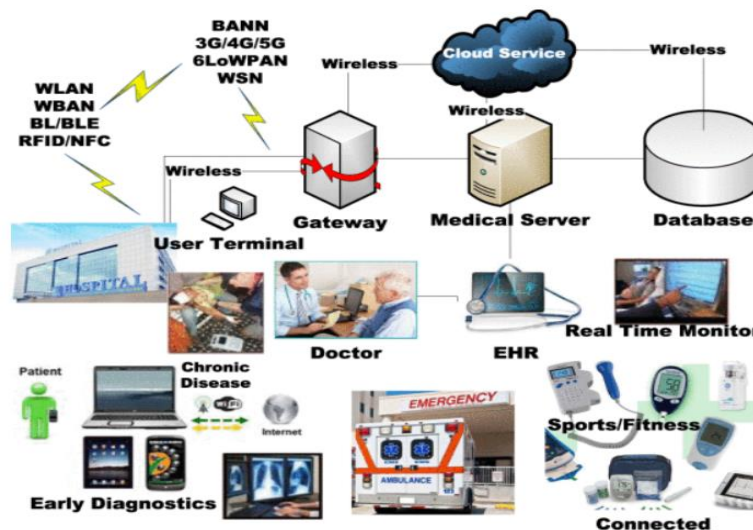 BANN
3G/4G/5G
6LoWPAN
WSN
WLAN
WBAN
BL/BLE
RFID/NFC
Cloud Service
Wireless
Wireless
Wireless
Wireless
User Terminal
Gateway
Medical Server
Database
HOSPITAL
Doctor
EHR
Real Time Monitor
Patient
Chronic
Disease
Wi Fi
Internet
EMERGENCY
AMBULANCE
Sports/Fitness
58
Early Diagnostics
Connected